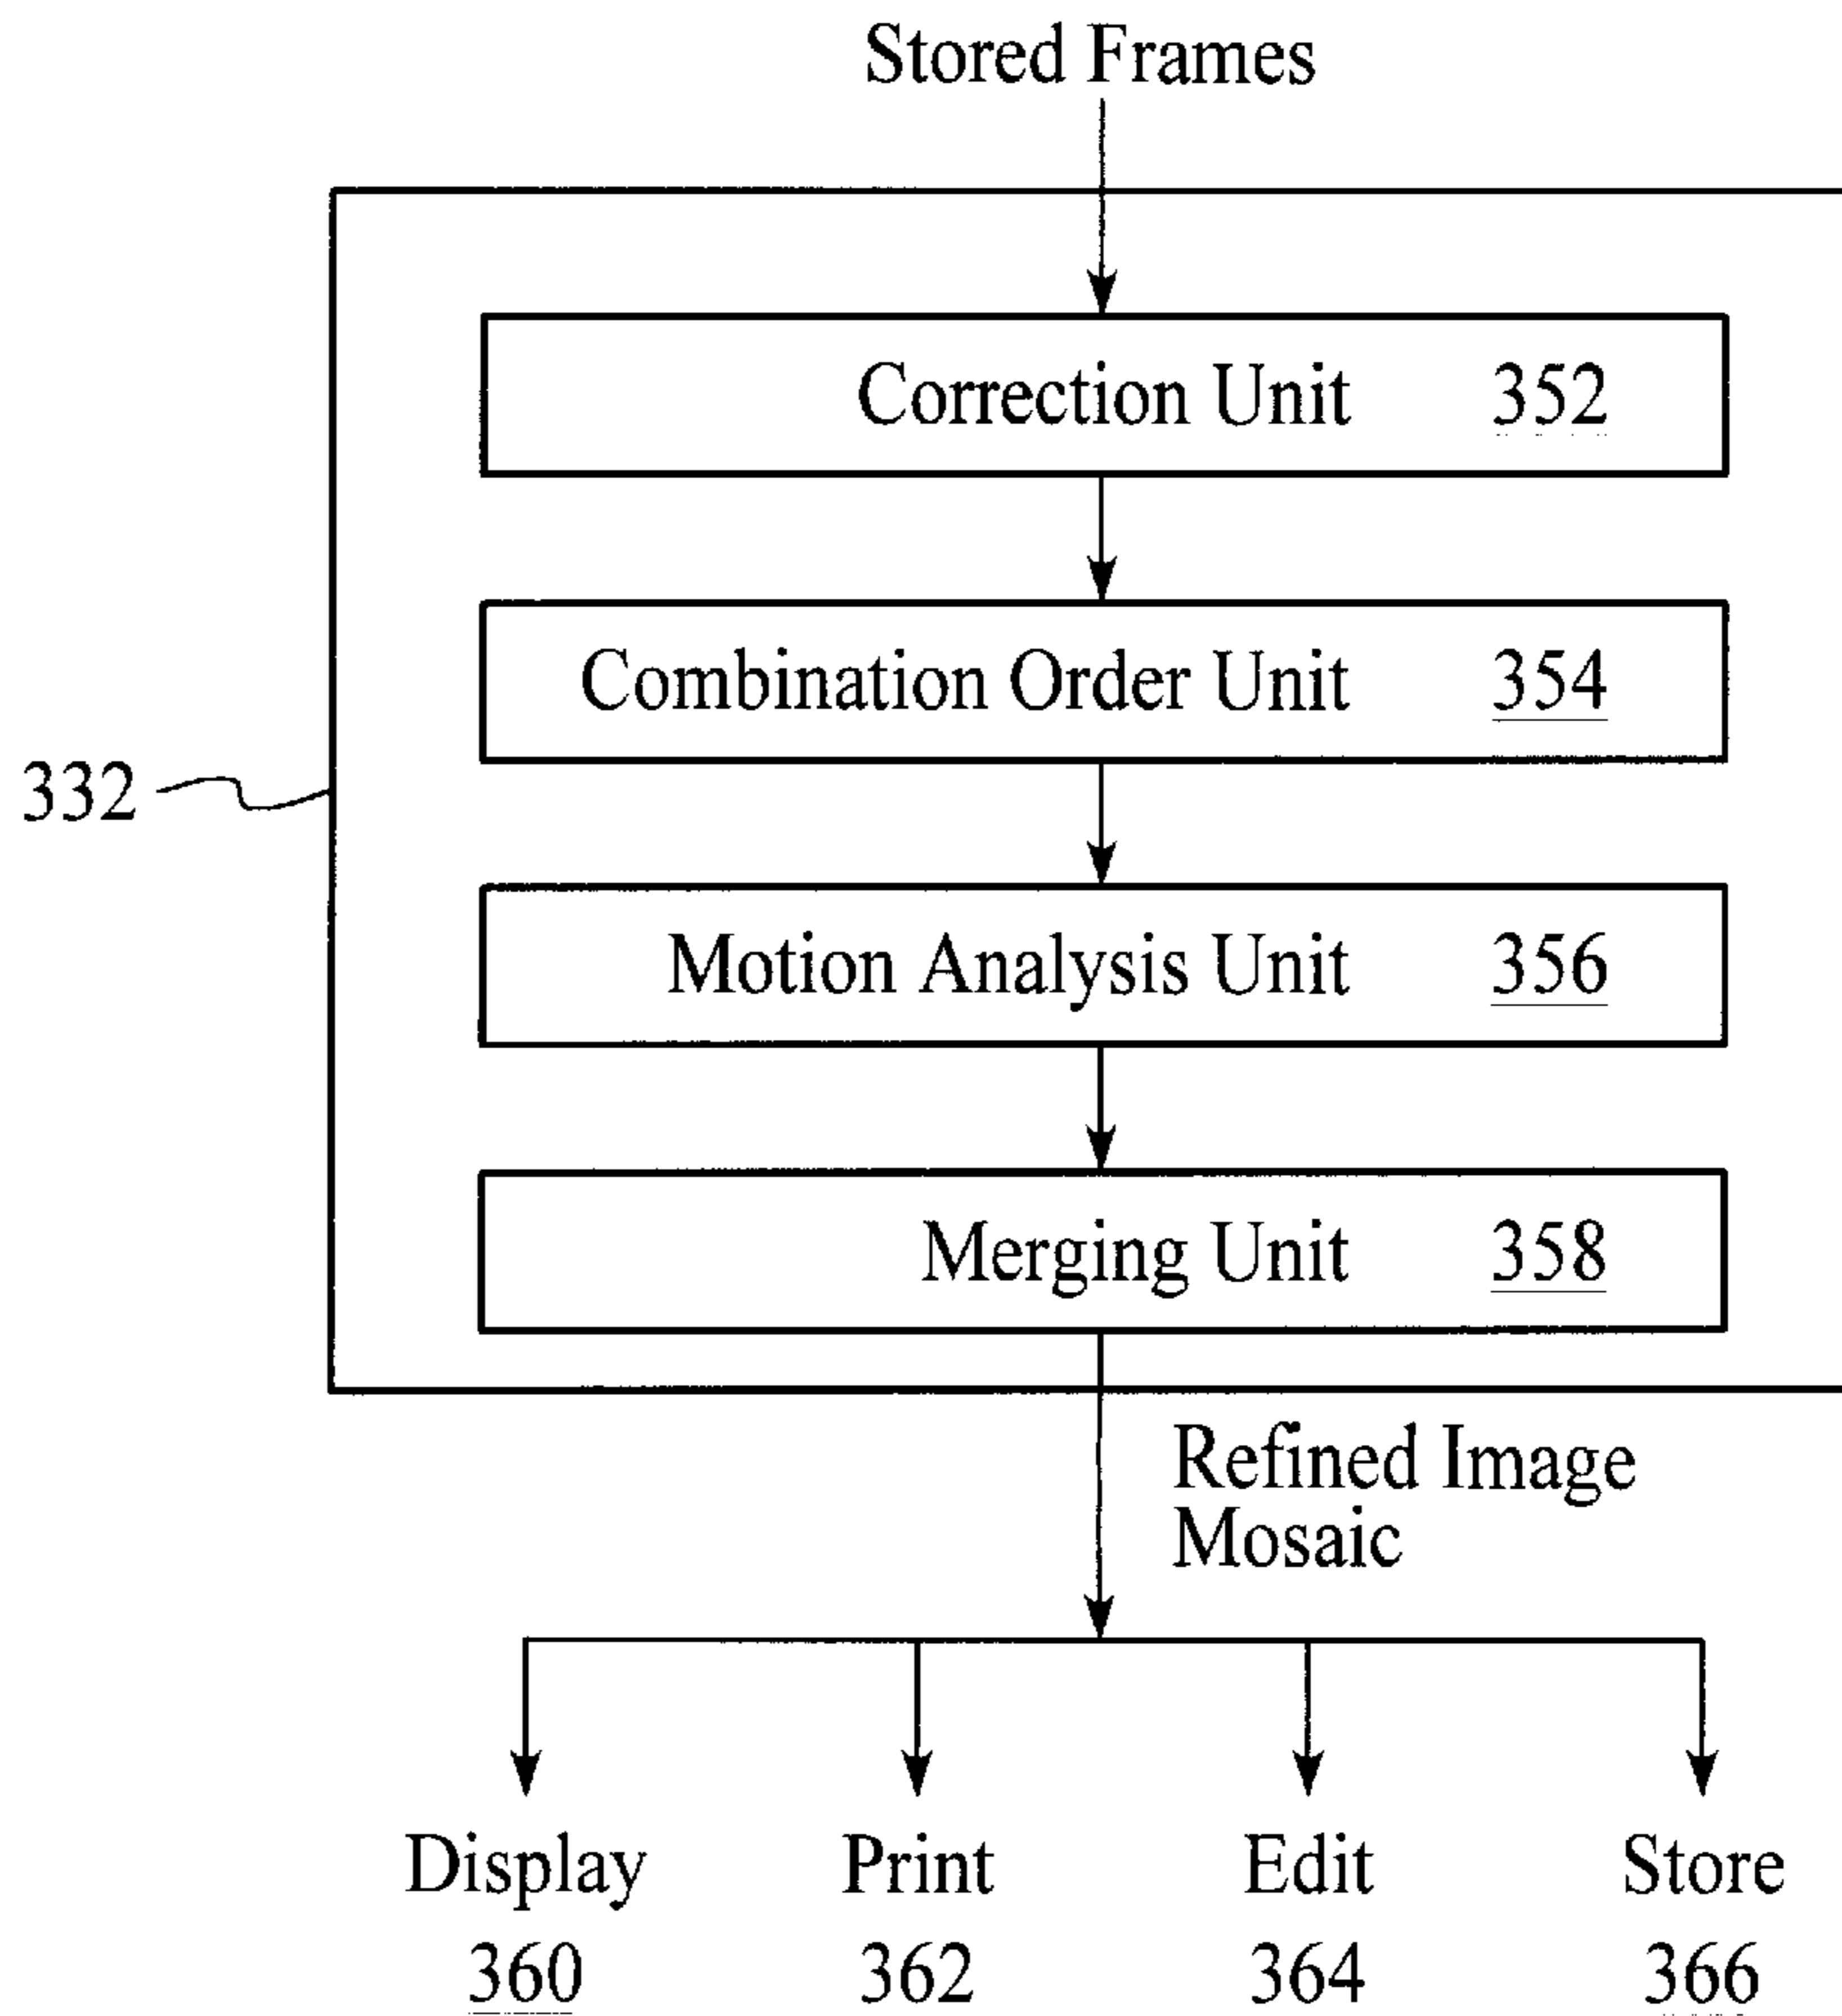 Stored Frames
Correction Unit 352
Combination Order Unit 354
332
Motion Analysis Unit 356
Merging Unit 358
Refined Image
Mosaic
Display Print Edit Store
360 362 364 366